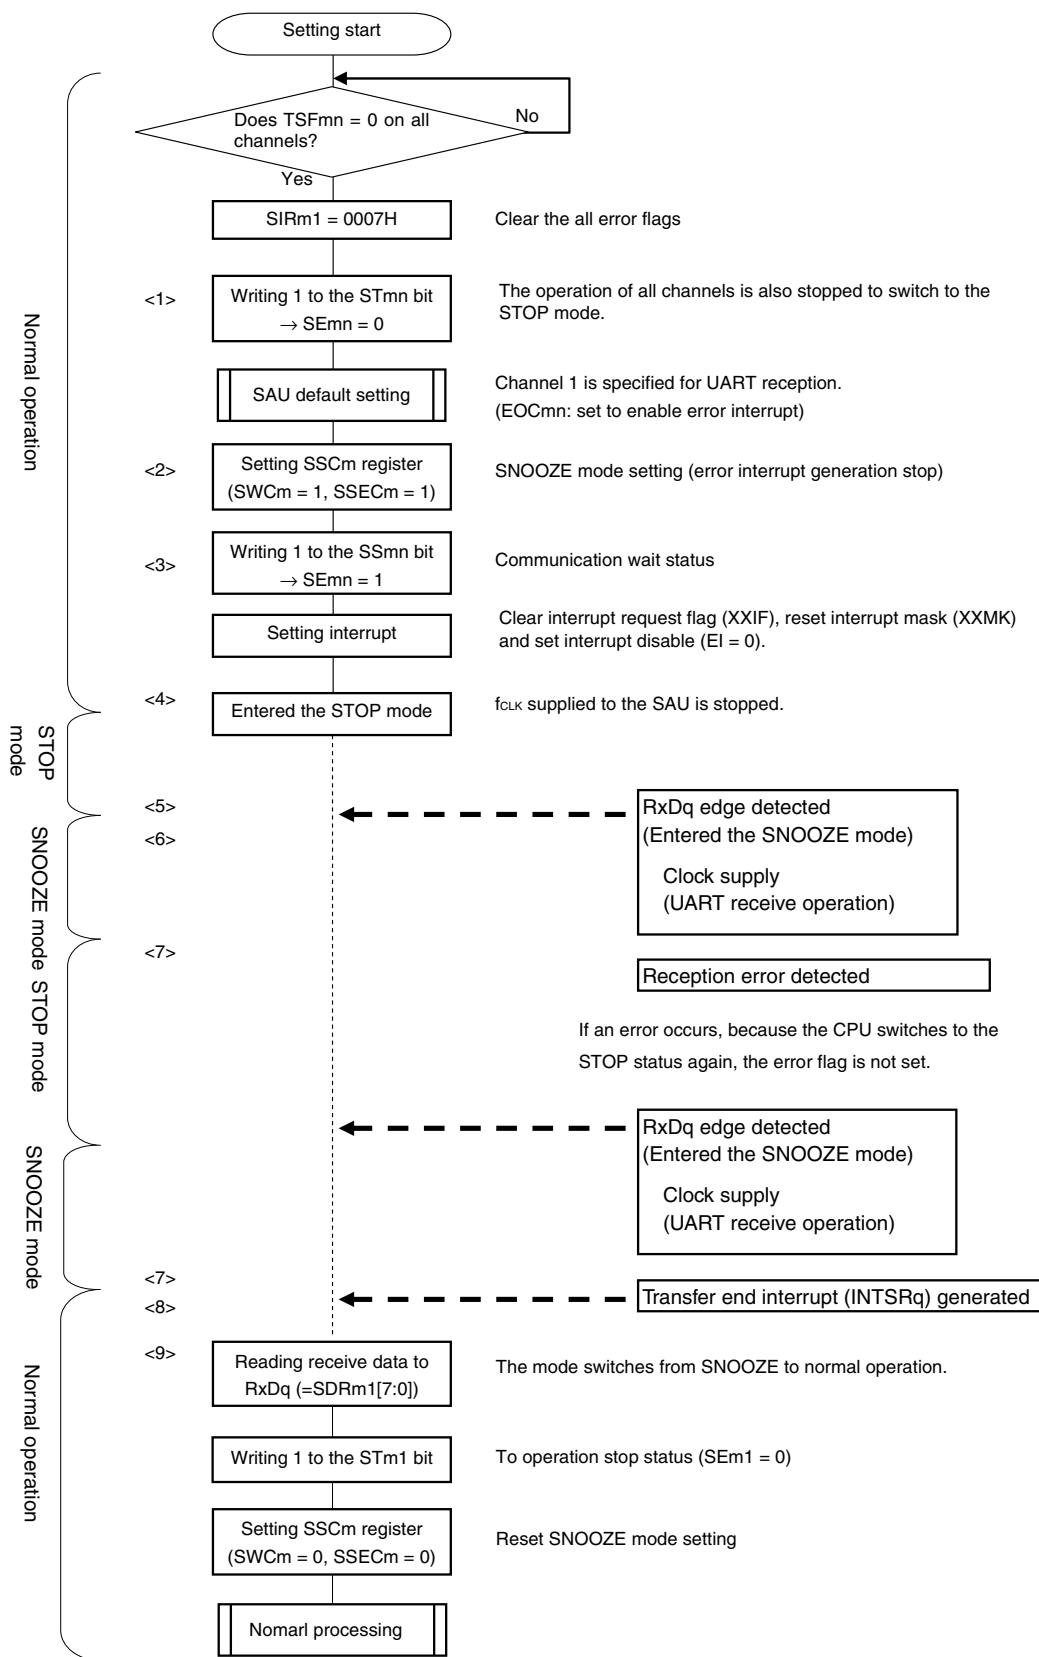 Setting start
Does TSFmn = 0 on all
channels?
No
Yes
SIRm1 = 0007H
Clear the all error flags
<1>
Writing 1 to the STmn bit
→ SEmn = 0
The operation of all channels is also stopped to switch to the
STOP mode.
SAU default setting
Channel 1 is specified for UART reception.
(EOCmn: set to enable error interrupt)
Normal operation
<2>
Setting SSCm register
(SWCm = 1, SSECm = 1)
SNOOZE mode setting (error interrupt generation stop)
<3>
Writing 1 to the SSmn bit
→ SEmn = 1
Communication wait status
Setting interrupt
Clear interrupt request flag (XXIF), reset interrupt mask (XXMK)
and set interrupt disable (EI = 0).
<4>
Entered the STOP mode
fCLK supplied to the SAU is stopped.
STOP
mode
<5>
<6>
RxDq edge detected
(Entered the SNOOZE mode)
Clock supply
(UART receive operation)
SNOOZE mode
<7>
Reception error detected
STOP mode
If an error occurs, because the CPU switches to the
STOP status again, the error flag is not set.
RxDq edge detected
(Entered the SNOOZE mode)
Clock supply
(UART receive operation)
SNOOZE mode
<7>
<8>
Transfer end interrupt (INTSRq) generated
<9>
Reading receive data to
RxDq (=SDRm1[7:0])
The mode switches from SNOOZE to normal operation.
Normal operation
Writing 1 to the STm1 bit
To operation stop status (SEm1 = 0)
Setting SSCm register
(SWCm = 0, SSECm = 0)
Reset SNOOZE mode setting
Nomarl processing